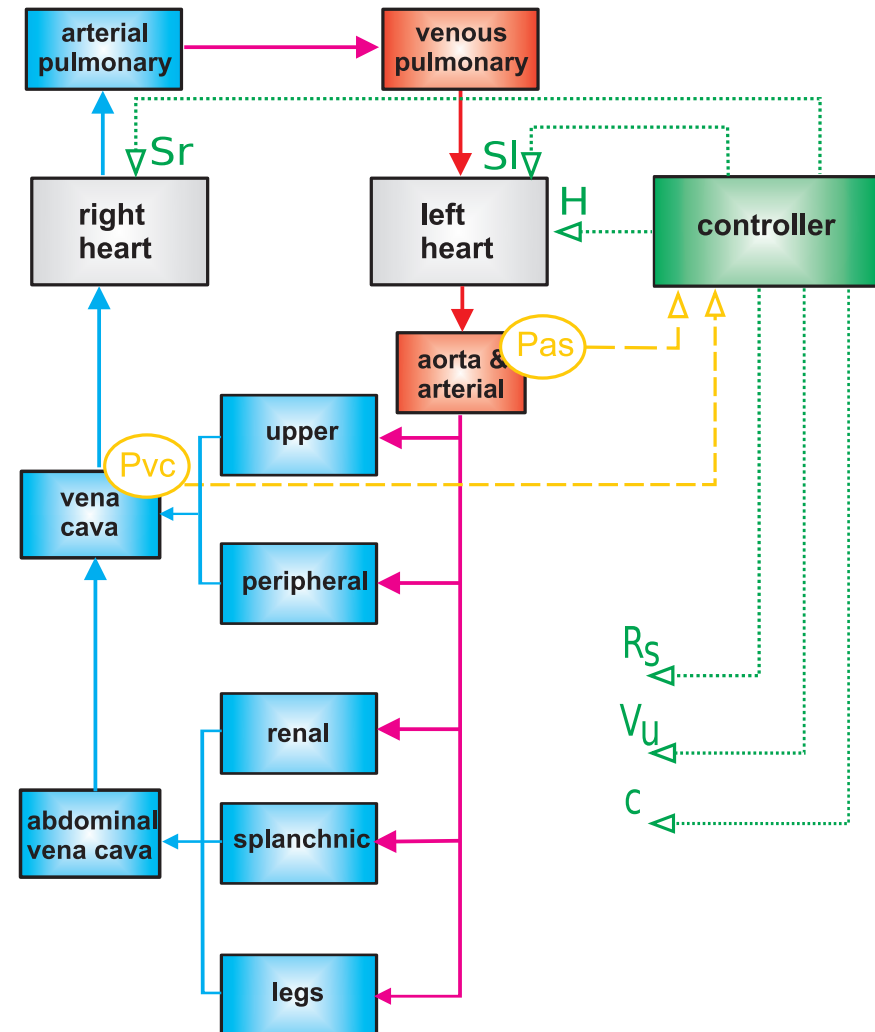 arterial
pulmonary
venous
pulmonary
Sr
Sl
H
right
heart
left
heart
controller
Pas
aorta &
arterial
upper
Pvc
vena
cava
peripheral
Rs
renal
Vu
abdominal
vena cava
splanchnic
c
legs